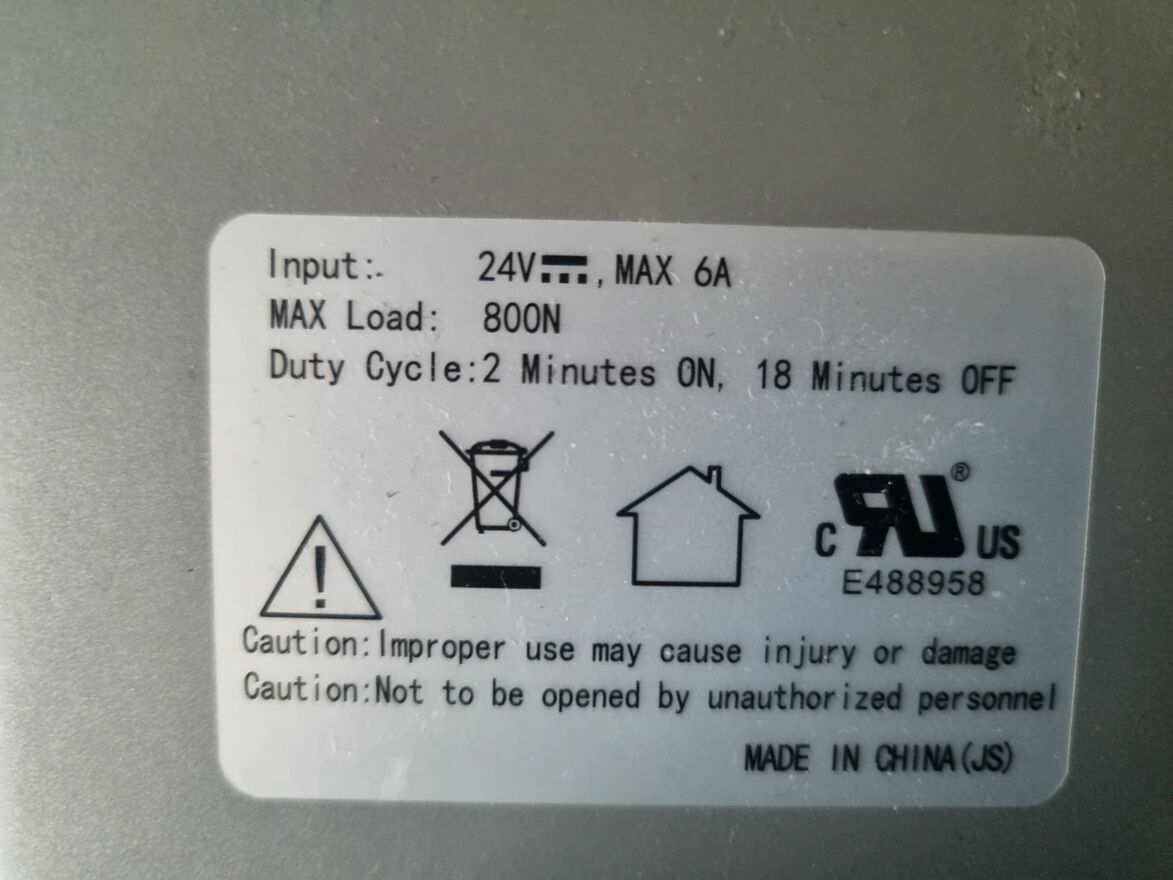 Input:    24V⎓, MAX 6A
MAX Load:  800N
Duty Cycle:2 Minutes ON, 18 Minutes OFF
!
c RU ® US
E488958
Caution:Improper use may cause injury or damage
Caution:Not to be opened by unauthorized personnel
MADE IN CHINA(JS)